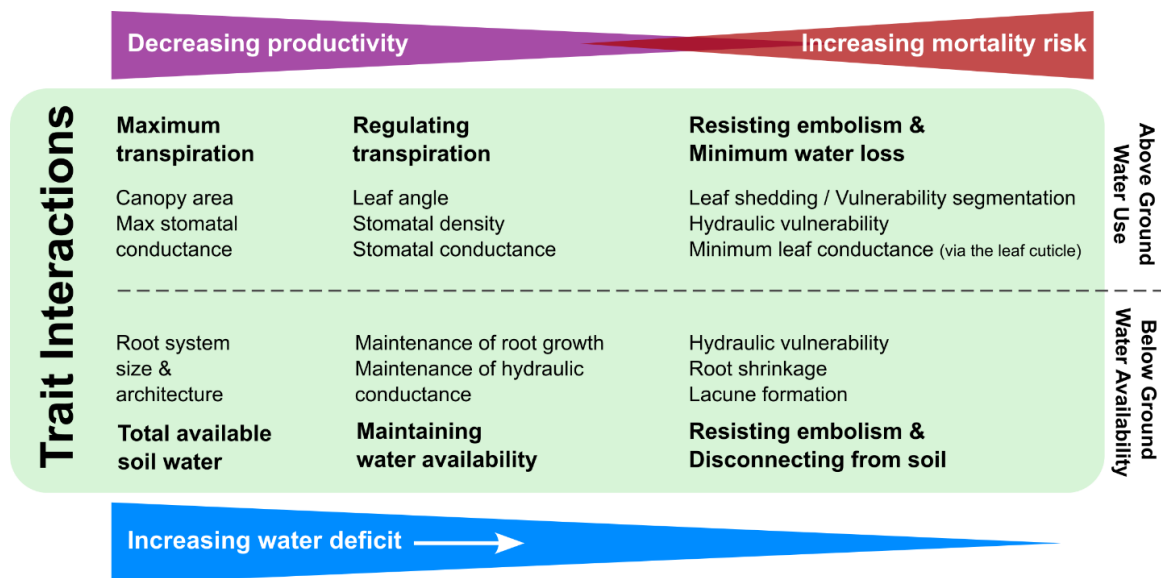 Decreasing productivity
Increasing mortality risk
Trait Interactions
Maximum
transpiration
Canopy area
Max stomatal
conductance
Regulating
transpiration
Leaf angle
Stomatal density
Stomatal conductance
Resisting embolism &
Minimum water loss
Leaf shedding / Vulnerability segmentation
Hydraulic vulnerability
Minimum leaf conductance (via the leaf cuticle)
Above Ground
Water Use
Root system
size &
architecture
Total available
soil water
Maintenance of root growth
Maintenance of hydraulic
conductance
Maintaining
water availability
Hydraulic vulnerability
Root shrinkage
Lacune formation
Resisting embolism &
Disconnecting from soil
Below Ground
Water Availability
Increasing water deficit